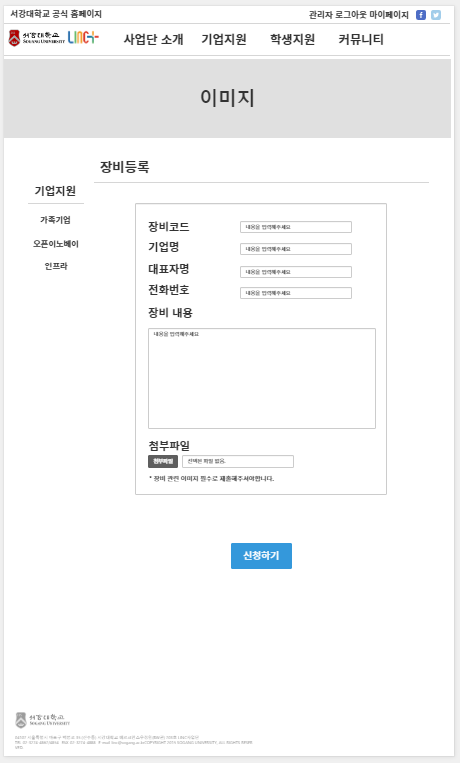 서강대학교 공식 홈페이지
관리자 로그아웃 마이페이지
서강대학교
SOGANG UNIVERSITY
LINC+
사업단 소개 기업지원 학생지원 커뮤니티
이미지
장비등록
기업지원
가족기업
오픈이노베이
인프라
장비코드 내용을 입력해주세요
기업명 내용을 입력해주세요
대표자명 내용을 입력해주세요
전화번호 내용을 입력해주세요
장비 내용
내용을 입력해주세요
첨부파일
첨부파일 선택된 파일 없음.
* 장비 관련 이미지 필수로 제출해주셔야합니다.
신청하기
서강대학교
SOGANG UNIVERSITY